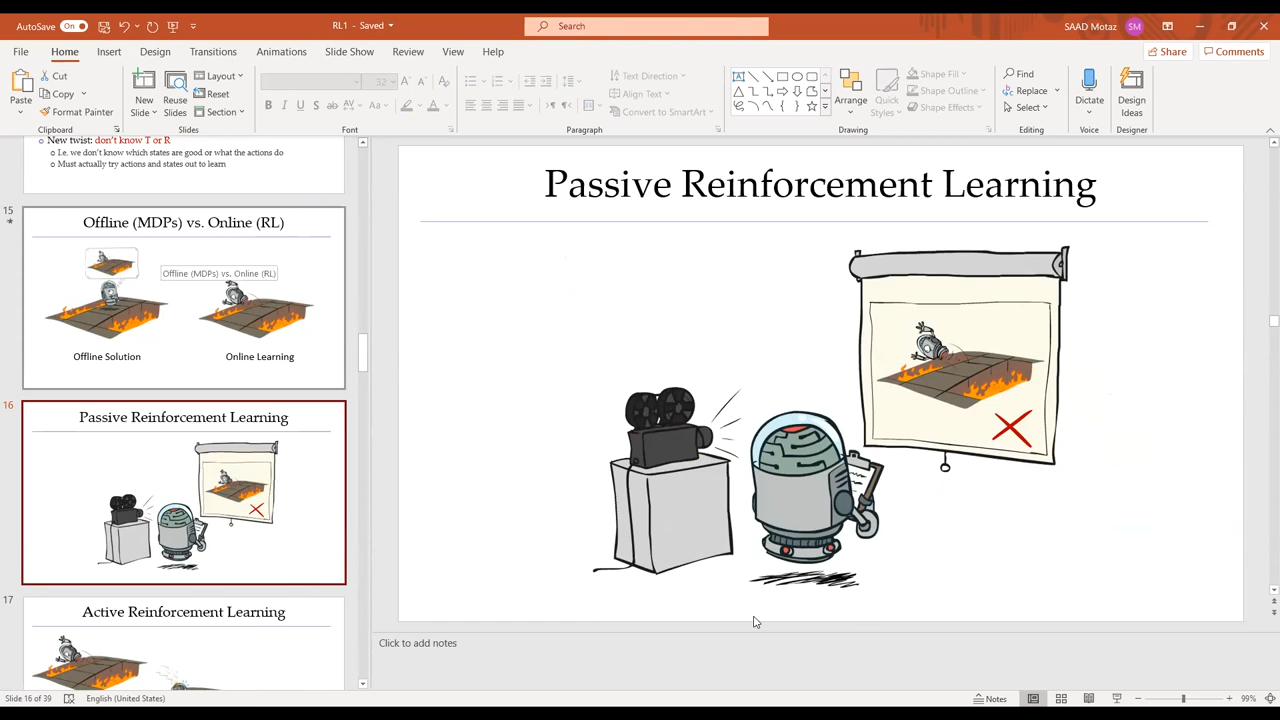 AutoSave On RL1 - Saved Search SAAD Motaz SM
File Home Insert Design Transitions Animations Slide Show Review View Help Share Comments
Paste Cut Copy Format Painter Clipboard
New Slide Reuse Slides Layout Reset Section Slides
32 B I U S ab AV Aa A Font
Text Direction Align Text Convert to SmartArt Paragraph
Arrange Quick Styles Shape Fill Shape Outline Shape Effects Drawing
Find Replace Select Editing
Dictate Voice
Design Ideas Designer
New twist: don't know T or R
I.e. we don't know which states are good or what the actions do
Must actually try actions and states out to learn
15
Offline (MDPs) vs. Online (RL)
Offline (MDPs) vs. Online (RL)
Offline Solution Online Learning
16
Passive Reinforcement Learning
17
Active Reinforcement Learning
Passive Reinforcement Learning
Click to add notes
Slide 16 of 39 English (United States) Notes 99%